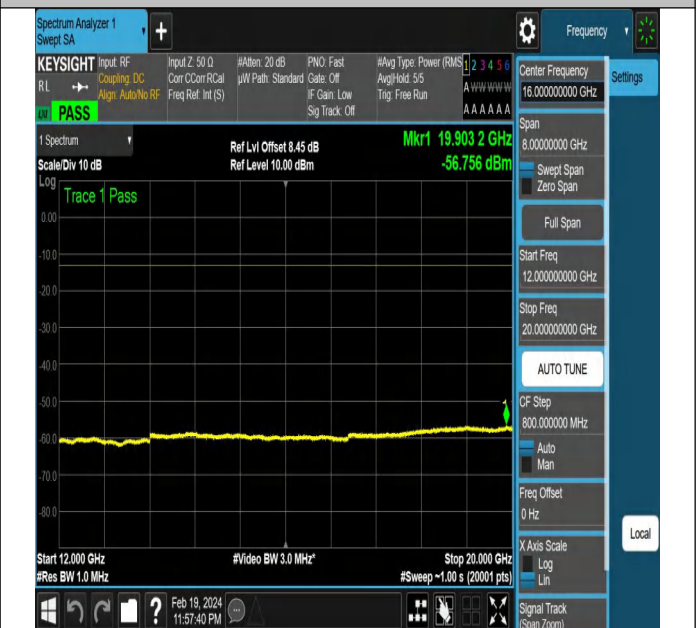 Spectrum Analyzer 1
Swept SA
+
Frequency
KEYSIGHT
RL
PASS
Input: RF
Coupling: DC
Align: Auto/No RF
Input Z: 50 Ω
Corr CCorr RCal
Freq Ref: Int (S)
#Atten: 20 dB
µW Path: Standard
PNO: Fast
Gate: Off
IF Gain: Low
Sig Track: Off
#Avg Type: Power (RMS)
Avg|Hold: 5/5
Trig: Free Run
1 2 3 4 5 6
A W W W W W
A A A A A A
Center Frequency
16.000000000 GHz
Settings
Span
8.00000000 GHz
Swept Span
Zero Span
Full Span
Start Freq
12.000000000 GHz
Stop Freq
20.000000000 GHz
AUTO TUNE
CF Step
800.000000 MHz
Auto
Man
Freq Offset
0 Hz
X Axis Scale
Log
Lin
Signal Track
(Span Zoom)
Local
1 Spectrum
Scale/Div 10 dB
Log
Ref Lvl Offset 8.45 dB
Ref Level 10.00 dBm
Mkr1 19.903 2 GHz
-56.756 dBm
Trace 1 Pass
0.00
-10.0
-20.0
-30.0
-40.0
-50.0
-60.0
-70.0
-80.0
1
Start 12.000 GHz
#Res BW 1.0 MHz
#Video BW 3.0 MHz*
Stop 20.000 GHz
#Sweep ~1.00 s (20001 pts)
?
Feb 19, 2024
11:57:40 PM